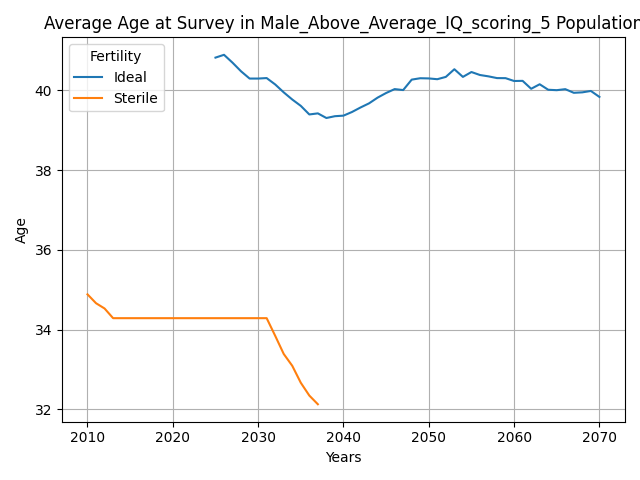 Average Age at Survey in Male_Above_Average_IQ_scoring_5 Population
Fertility
Ideal
Sterile
40
38
36
34
32
Age
2010 2020 2030 2040 2050 2060 2070
Years